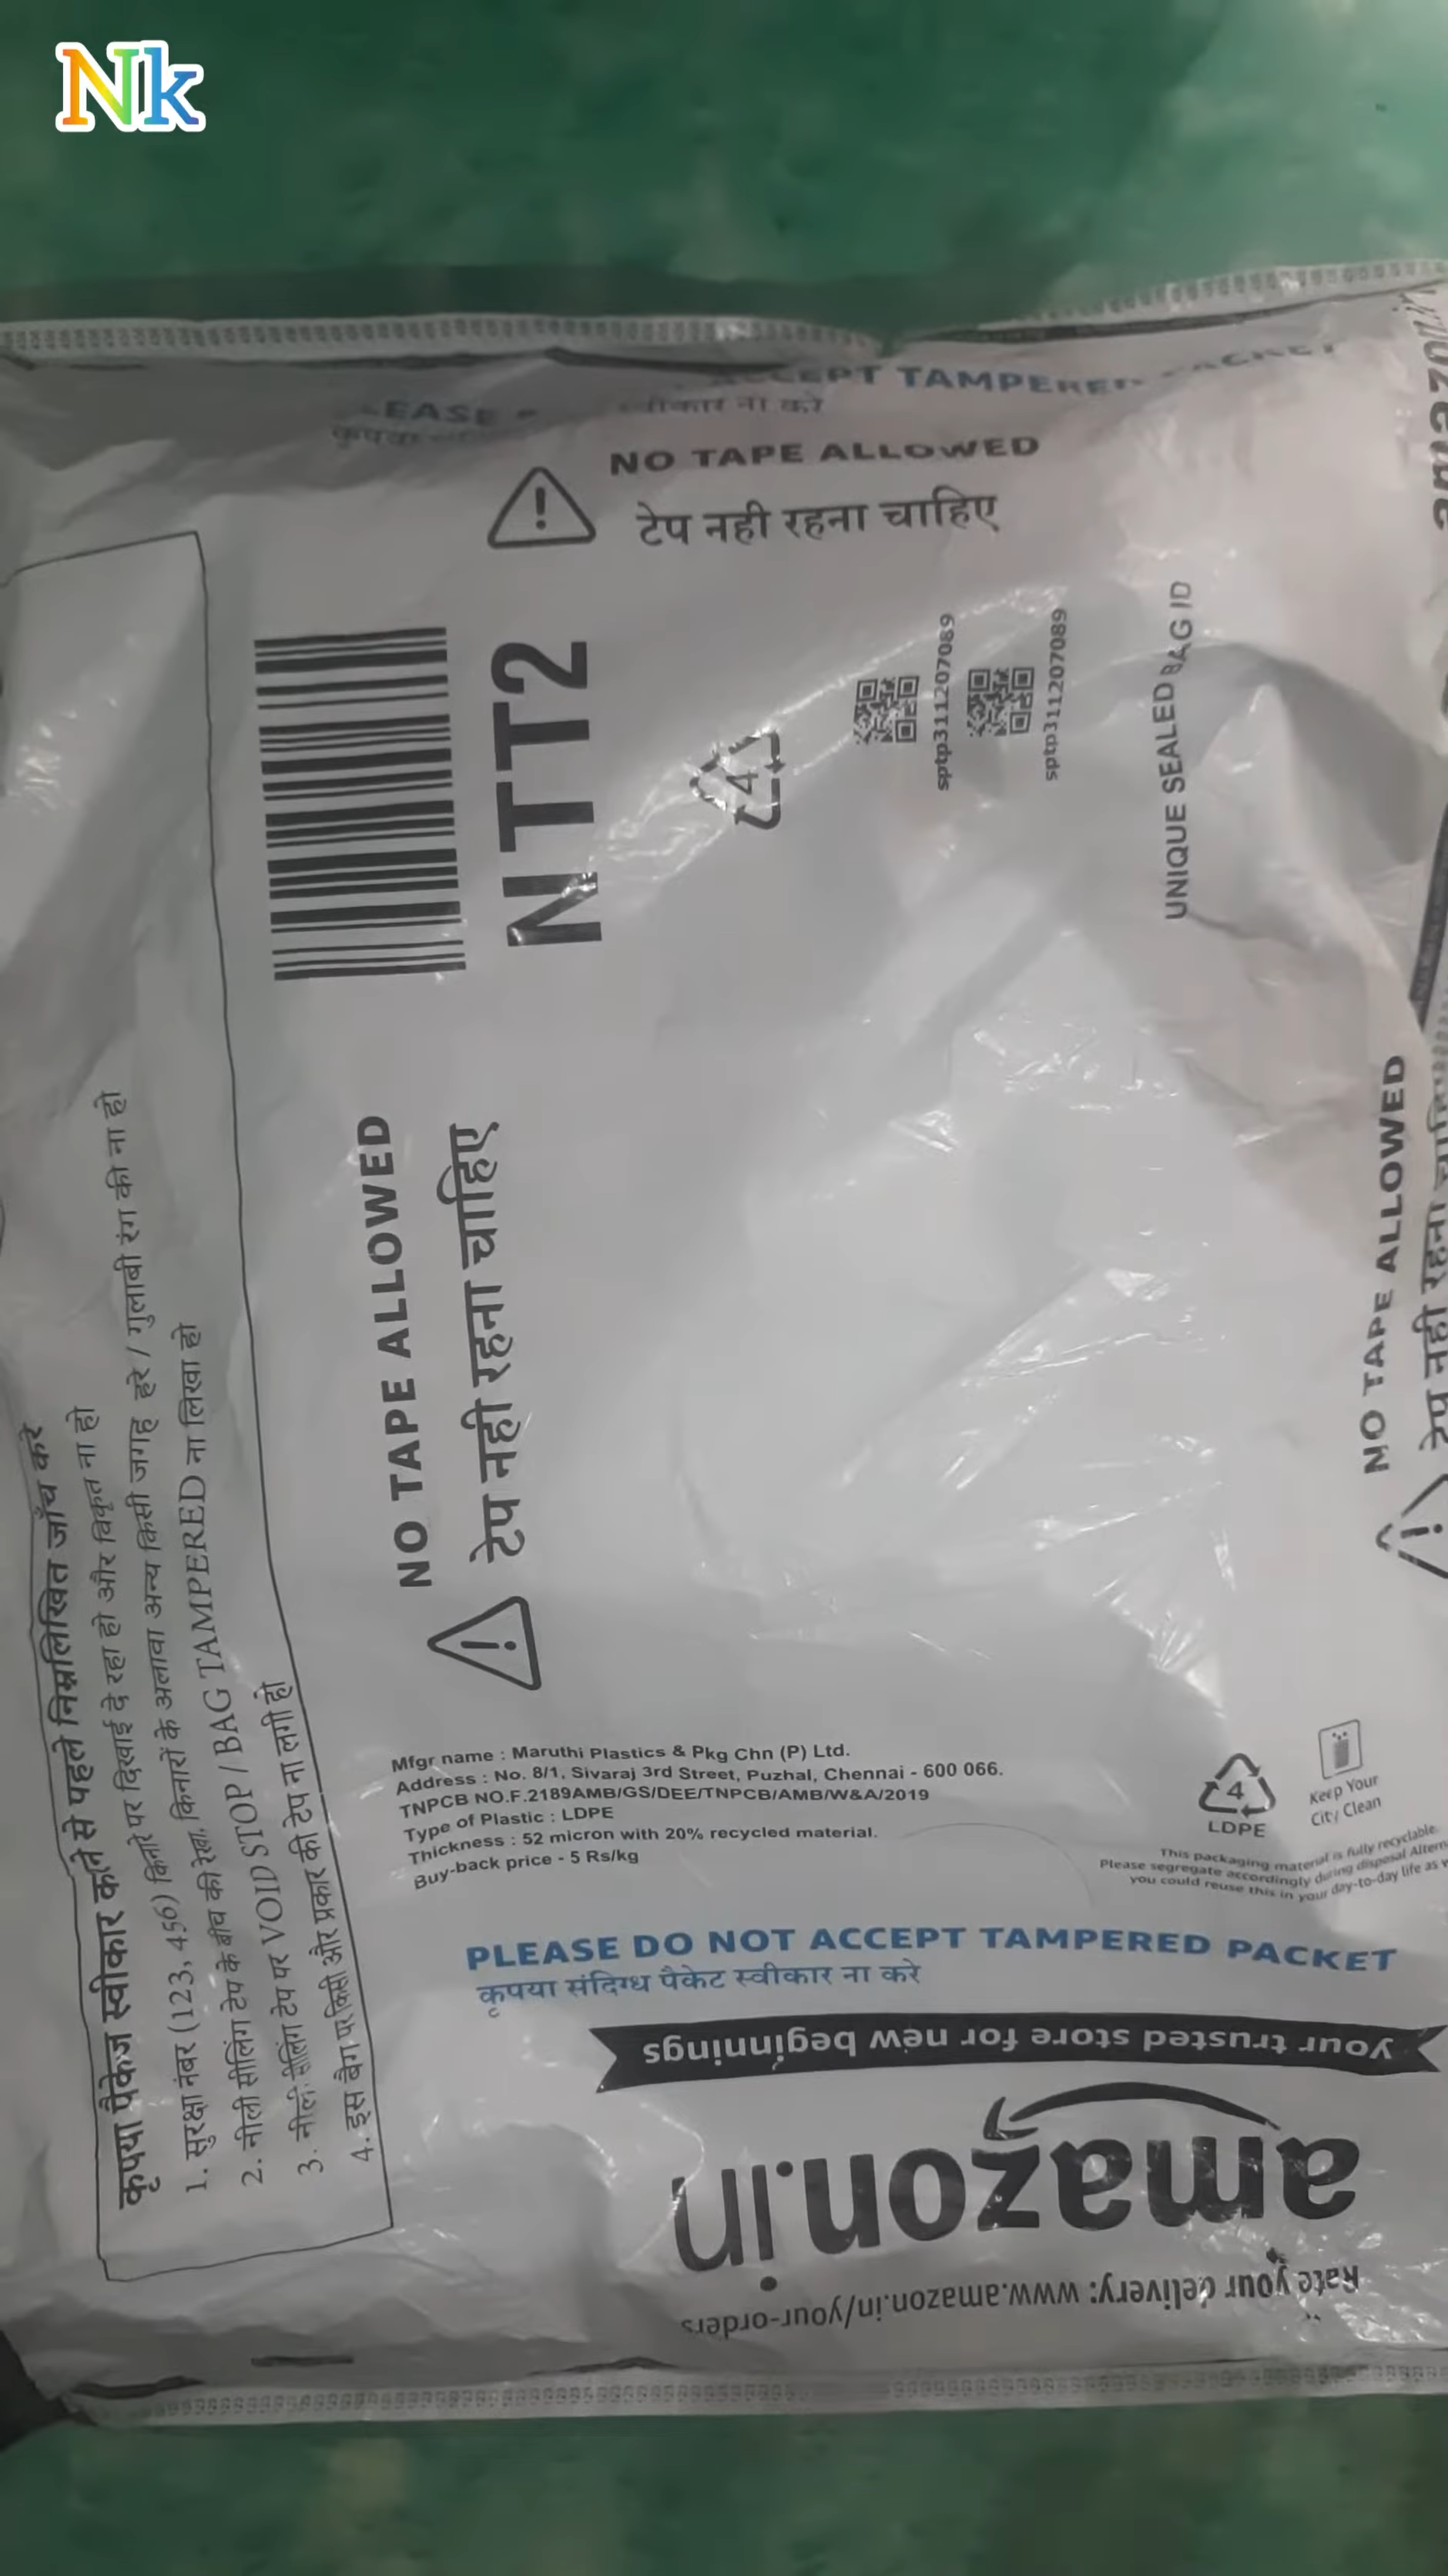 Nk
ACCEPT TAMPERED PACKET
स्वीकार ना करे
कृपया
NO TAPE ALLOWED
टेप नही रहना चाहिए
NTT2
4
sptp311207089
sptp311207089
UNIQUE SEALED BAG ID
amazon
कृपया पैकेज स्वीकार करने से पहले निम्नलिखित जाँच करे
1. सुरक्षा नंबर (123, 456) किनारे पर दिखाई दे रहा हो और विकृत ना हो
2. नीली सीलिंग टेप के बीच की रेखा, किनारों के अलावा अन्य किसी जगह हरे / गुलाबी रंग की ना हो
3. नीली सीलिंग टेप पर VOID STOP / BAG TAMPERED ना लिखा हो
4. इस बैग पर किसी और प्रकार की टेप ना लगी हो
NO TAPE ALLOWED
टेप नही रहना चाहिए
NO TAPE ALLOWED
टेप नही रहना
Mfgr name : Maruthi Plastics & Pkg Chn (P) Ltd.
Address : No. 8/1, Sivaraj 3rd Street, Puzhal, Chennai - 600 066.
TNPCB NO.F.2189AMB/GS/DEE/TNPCB/AMB/W&A/2019
Type of Plastic : LDPE
Thickness : 52 micron with 20% recycled material.
Buy-back price - 5 Rs/kg
4
LDPE
Keep Your
City Clean
This packaging material is fully recyclable.
Please segregate accordingly during disposal
you could reuse this in your day-to-day life as
PLEASE DO NOT ACCEPT TAMPERED PACKET
कृपया संदिग्ध पैकेट स्वीकार ना करे
your trusted store for new beginnings
amazon.in
Rate your delivery: www.amazon.in/your-orders